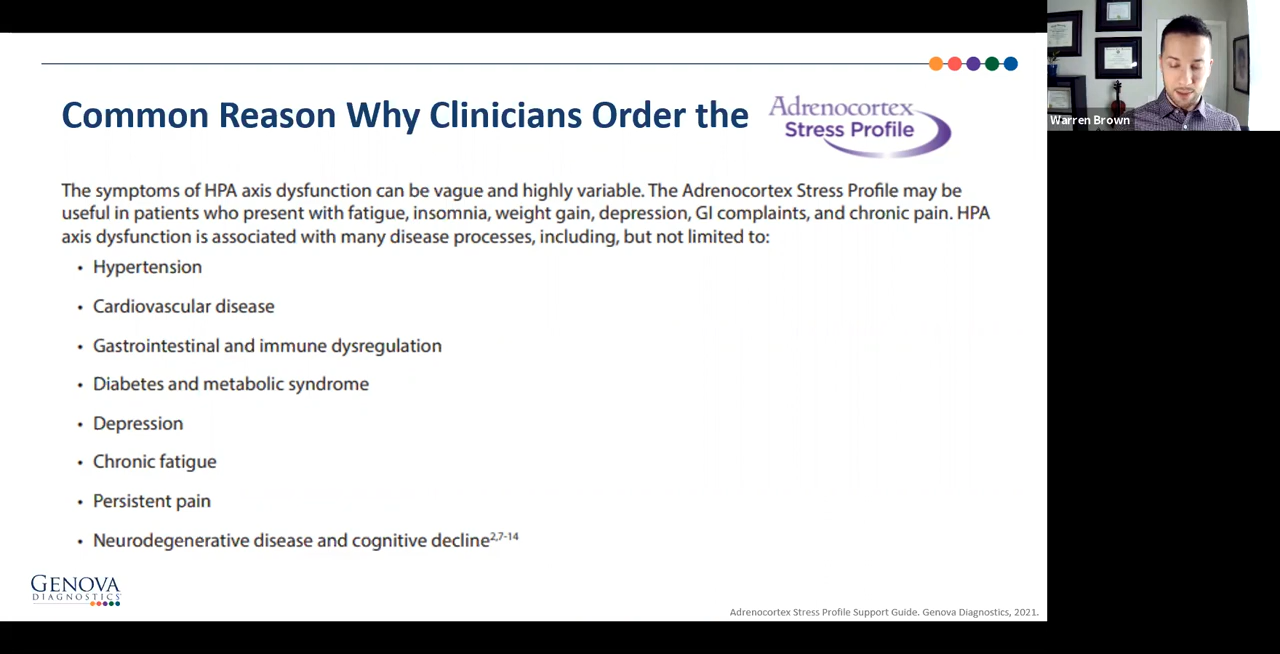 Common Reason Why Clinicians Order the
Adrenocortex
Stress Profile
Warren Brown
The symptoms of HPA axis dysfunction can be vague and highly variable. The Adrenocortex Stress Profile may be
useful in patients who present with fatigue, insomnia, weight gain, depression, GI complaints, and chronic pain. HPA
axis dysfunction is associated with many disease processes, including, but not limited to:
• Hypertension
• Cardiovascular disease
• Gastrointestinal and immune dysregulation
• Diabetes and metabolic syndrome
• Depression
• Chronic fatigue
• Persistent pain
• Neurodegenerative disease and cognitive decline2,7-14
GENOVA
DIAGNOSTICS
Adrenocortex Stress Profile Support Guide. Genova Diagnostics, 2021.